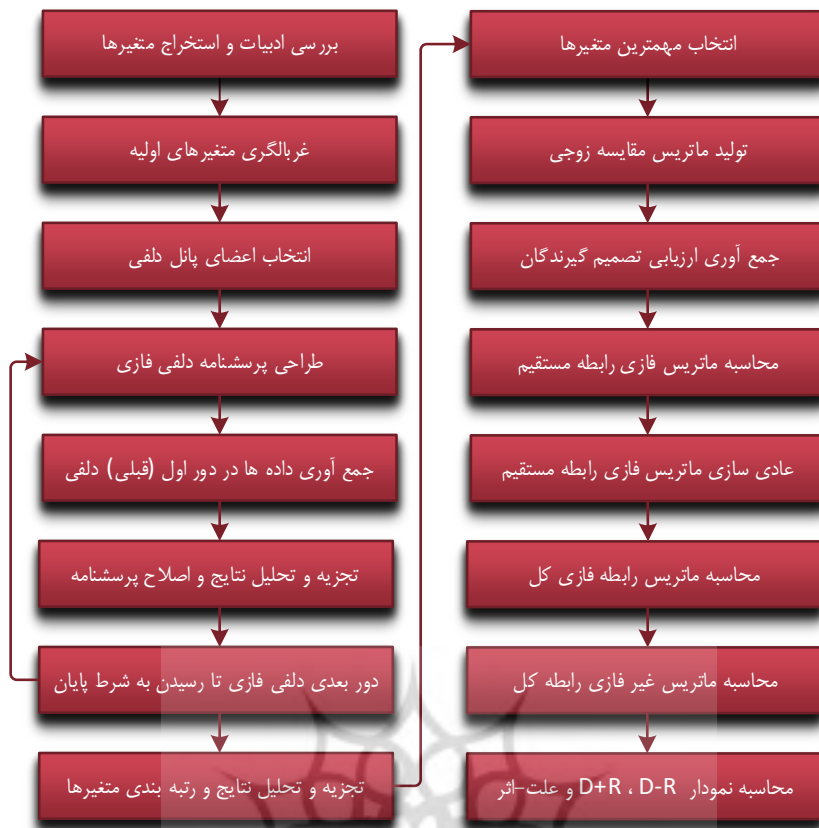 بررسی ادبیات و استخراج متغیرها
غربالگری متغیرهای اولیه
انتخاب اعضای پانل دلفی
طراحی پرسشنامه دلفی فازی
جمع آوری داده ها در دور اول (قبلی) دلفی
تجزیه و تحلیل نتایج و اصلاح پرسشنامه
دور بعدی دلفی فازی تا رسیدن به شرط پایان
تجزیه و تحلیل نتایج و رتبه بندی متغیرها
انتخاب مهمترین متغیرها
تولید ماتریس مقایسه زوجی
جمع آوری ارزیابی تصمیم گیرندگان
محاسبه ماتریس فازی رابطه مستقیم
عادی سازی ماتریس فازی رابطه مستقیم
محاسبه ماتریس رابطه فازی کل
محاسبه ماتریس غیر فازی رابطه کل
محاسبه نمودار D+R ، D-R و علت-اثر